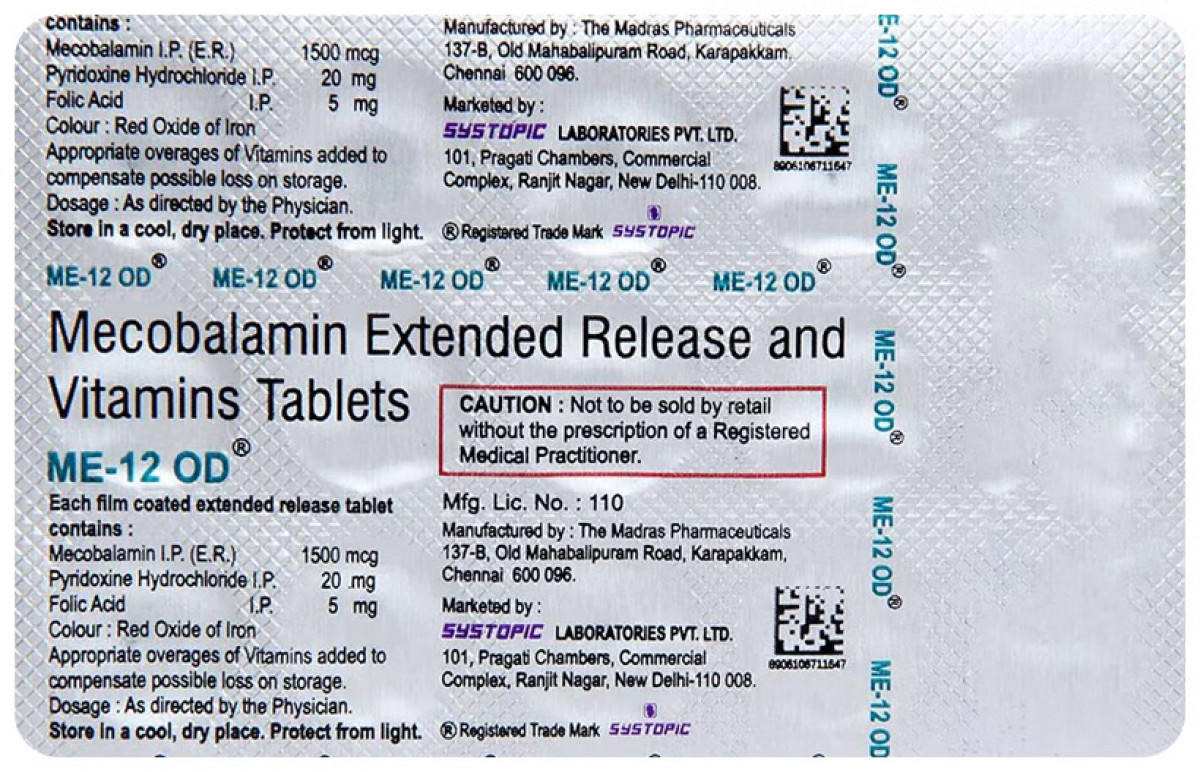 contains :
Mecobalamin I.P. (E.R.) 1500 mcg
Pyridoxine Hydrochloride I.P. 20 mg
Folic Acid I.P. 5 mg
Colour : Red Oxide of Iron
Appropriate overages of Vitamins added to
compensate possible loss on storage.
Dosage : As directed by the Physician.
Store in a cool, dry place. Protect from light.
Manufactured by : The Madras Pharmaceuticals
137-B, Old Mahabalipuram Road, Karapakkam.
Chennai 600 096.
Marketed by :
SYSTOPIC LABORATORIES PVT. LTD.
101, Pragati Chambers, Commercial
Complex, Ranjit Nagar, New Delhi-110 008.
® Registered Trade Mark SYSTOPIC
8906106711647
ME-12 OD® ME-12 OD® ME-12 OD® ME-12 OD® ME-12 OD®
Mecobalamin Extended Release and
Vitamins Tablets
ME-12 OD®
CAUTION : Not to be sold by retail
without the prescription of a Registered
Medical Practitioner.
Each film coated extended release tablet
contains :
Mecobalamin I.P. (E.R.) 1500 mcg
Pyridoxine Hydrochloride I.P. 20 .mg
Folic Acid I.P. 5 mg
Colour : Red Oxide of Iron
Appropriate overages of Vitamins added to
compensate possible loss on storage.
Dosage : As directed by the Physician.
Store in a cool, dry place. Protect from light.
Mfg. Lic. No. : 110
Manufactured by : The Madras Pharmaceuticals
137-B, Old Mahabalipuram Road, Karapakkam,
Chennai 600 096.
Marketed by :
SYSTOPIC LABORATORIES PVT. LTD.
101, Pragati Chambers, Commercial
Complex, Ranjit Nagar, New Delhi-110 008.
® Registered Trade Mark SYSTOPIC
8906106711647
E-12 OD®
ME-12 OD®
ME-12 OD®
ME-12 OD®
ME-12 OD